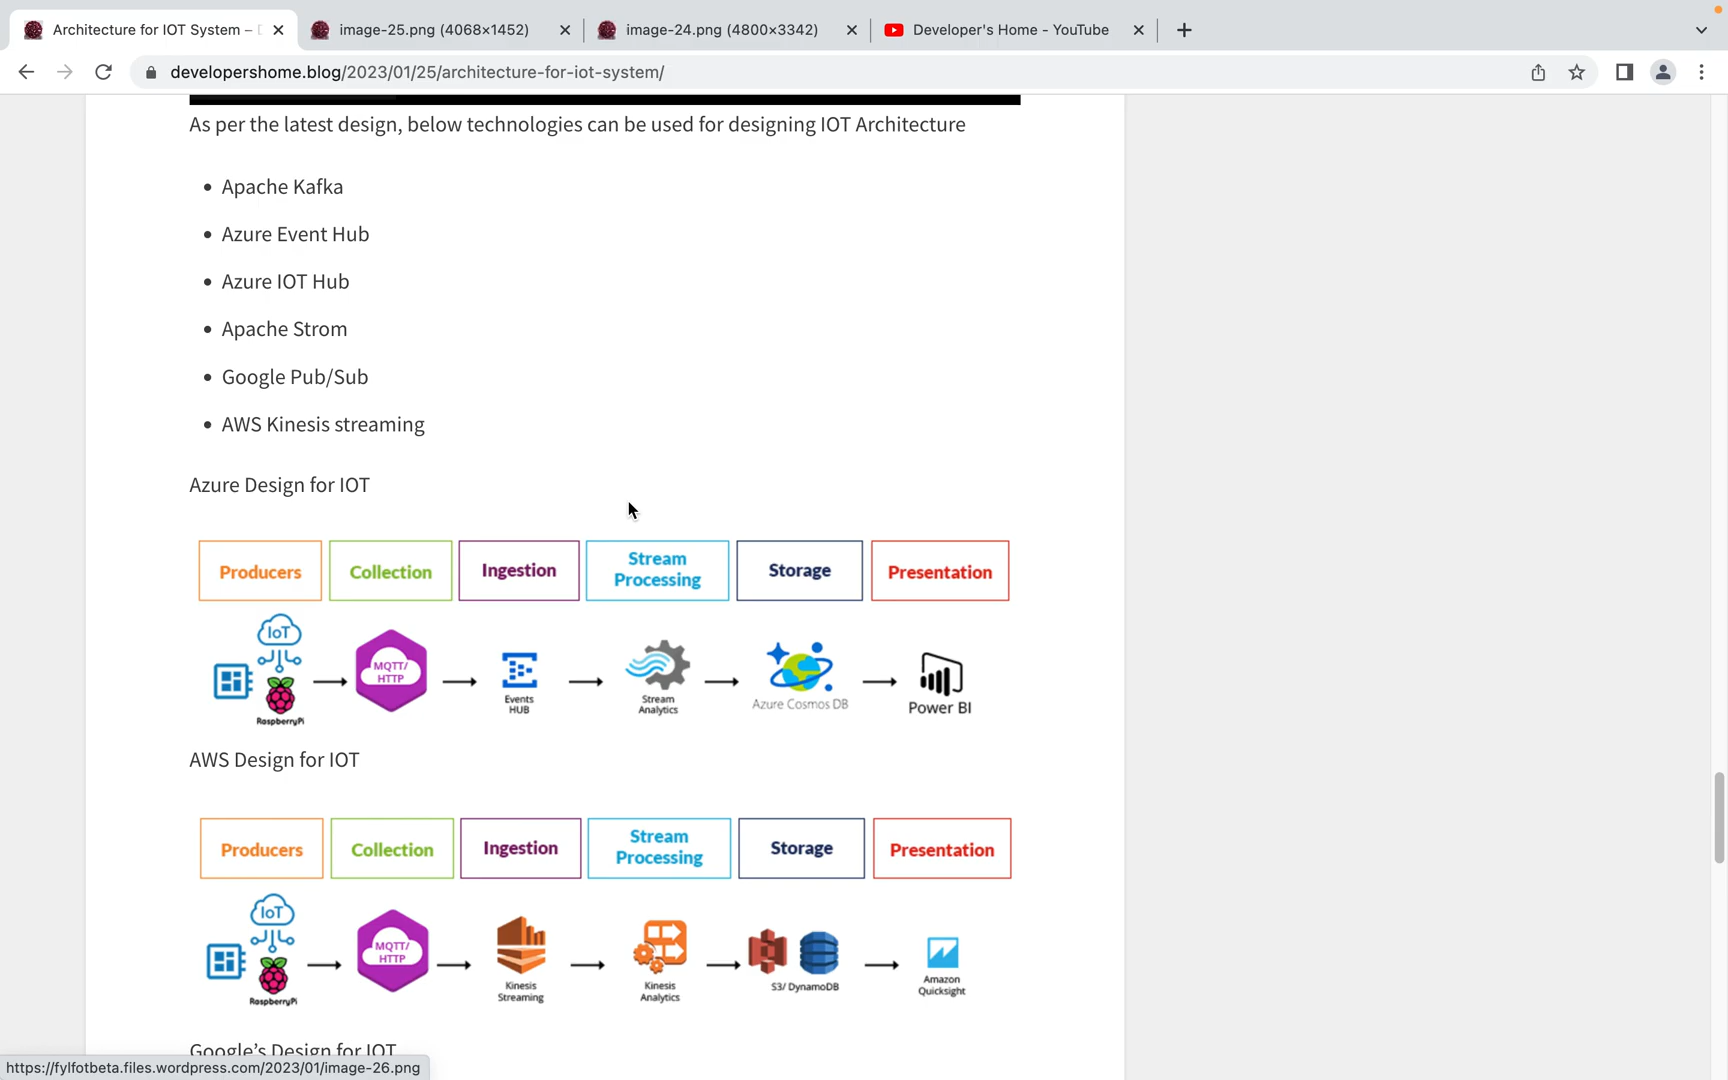 Architecture for IOT System –
image-25.png (4068×1452)
image-24.png (4800×3342)
Developer's Home - YouTube
developershome.blog/2023/01/25/architecture-for-iot-system/
As per the latest design, below technologies can be used for designing IOT Architecture
• Apache Kafka
• Azure Event Hub
• Azure IOT Hub
• Apache Strom
• Google Pub/Sub
• AWS Kinesis streaming
Azure Design for IOT
Producers
Collection
Ingestion
Stream
Processing
Storage
Presentation
IoT
RaspberryPi
MQTT/
HTTP
Events
HUB
Stream
Analytics
Azure Cosmos DB
Power BI
AWS Design for IOT
Producers
Collection
Ingestion
Stream
Processing
Storage
Presentation
IoT
RaspberryPi
MQTT/
HTTP
Kinesis
Streaming
Kinesis
Analytics
S3/ DynamoDB
Amazon
Quicksight
Google's Design for IOT
https://fylfotbeta.files.wordpress.com/2023/01/image-26.png